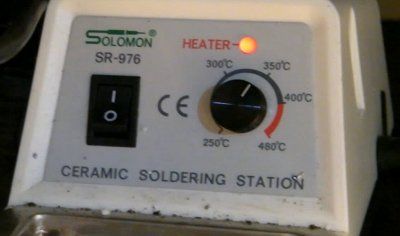 SOLOMON®
SR-976
HEATER
300℃
350℃
I
O
CE
400℃
250℃
480℃
CERAMIC SOLDERING STATION